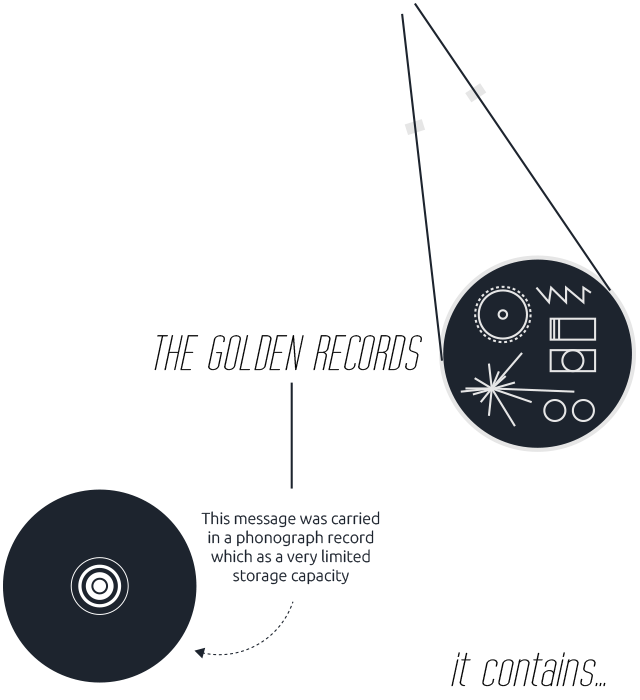 THE GOLDEN RECORDS
This message was carried
in a phonograph record
which as a very limited
storage capacity
it contains...